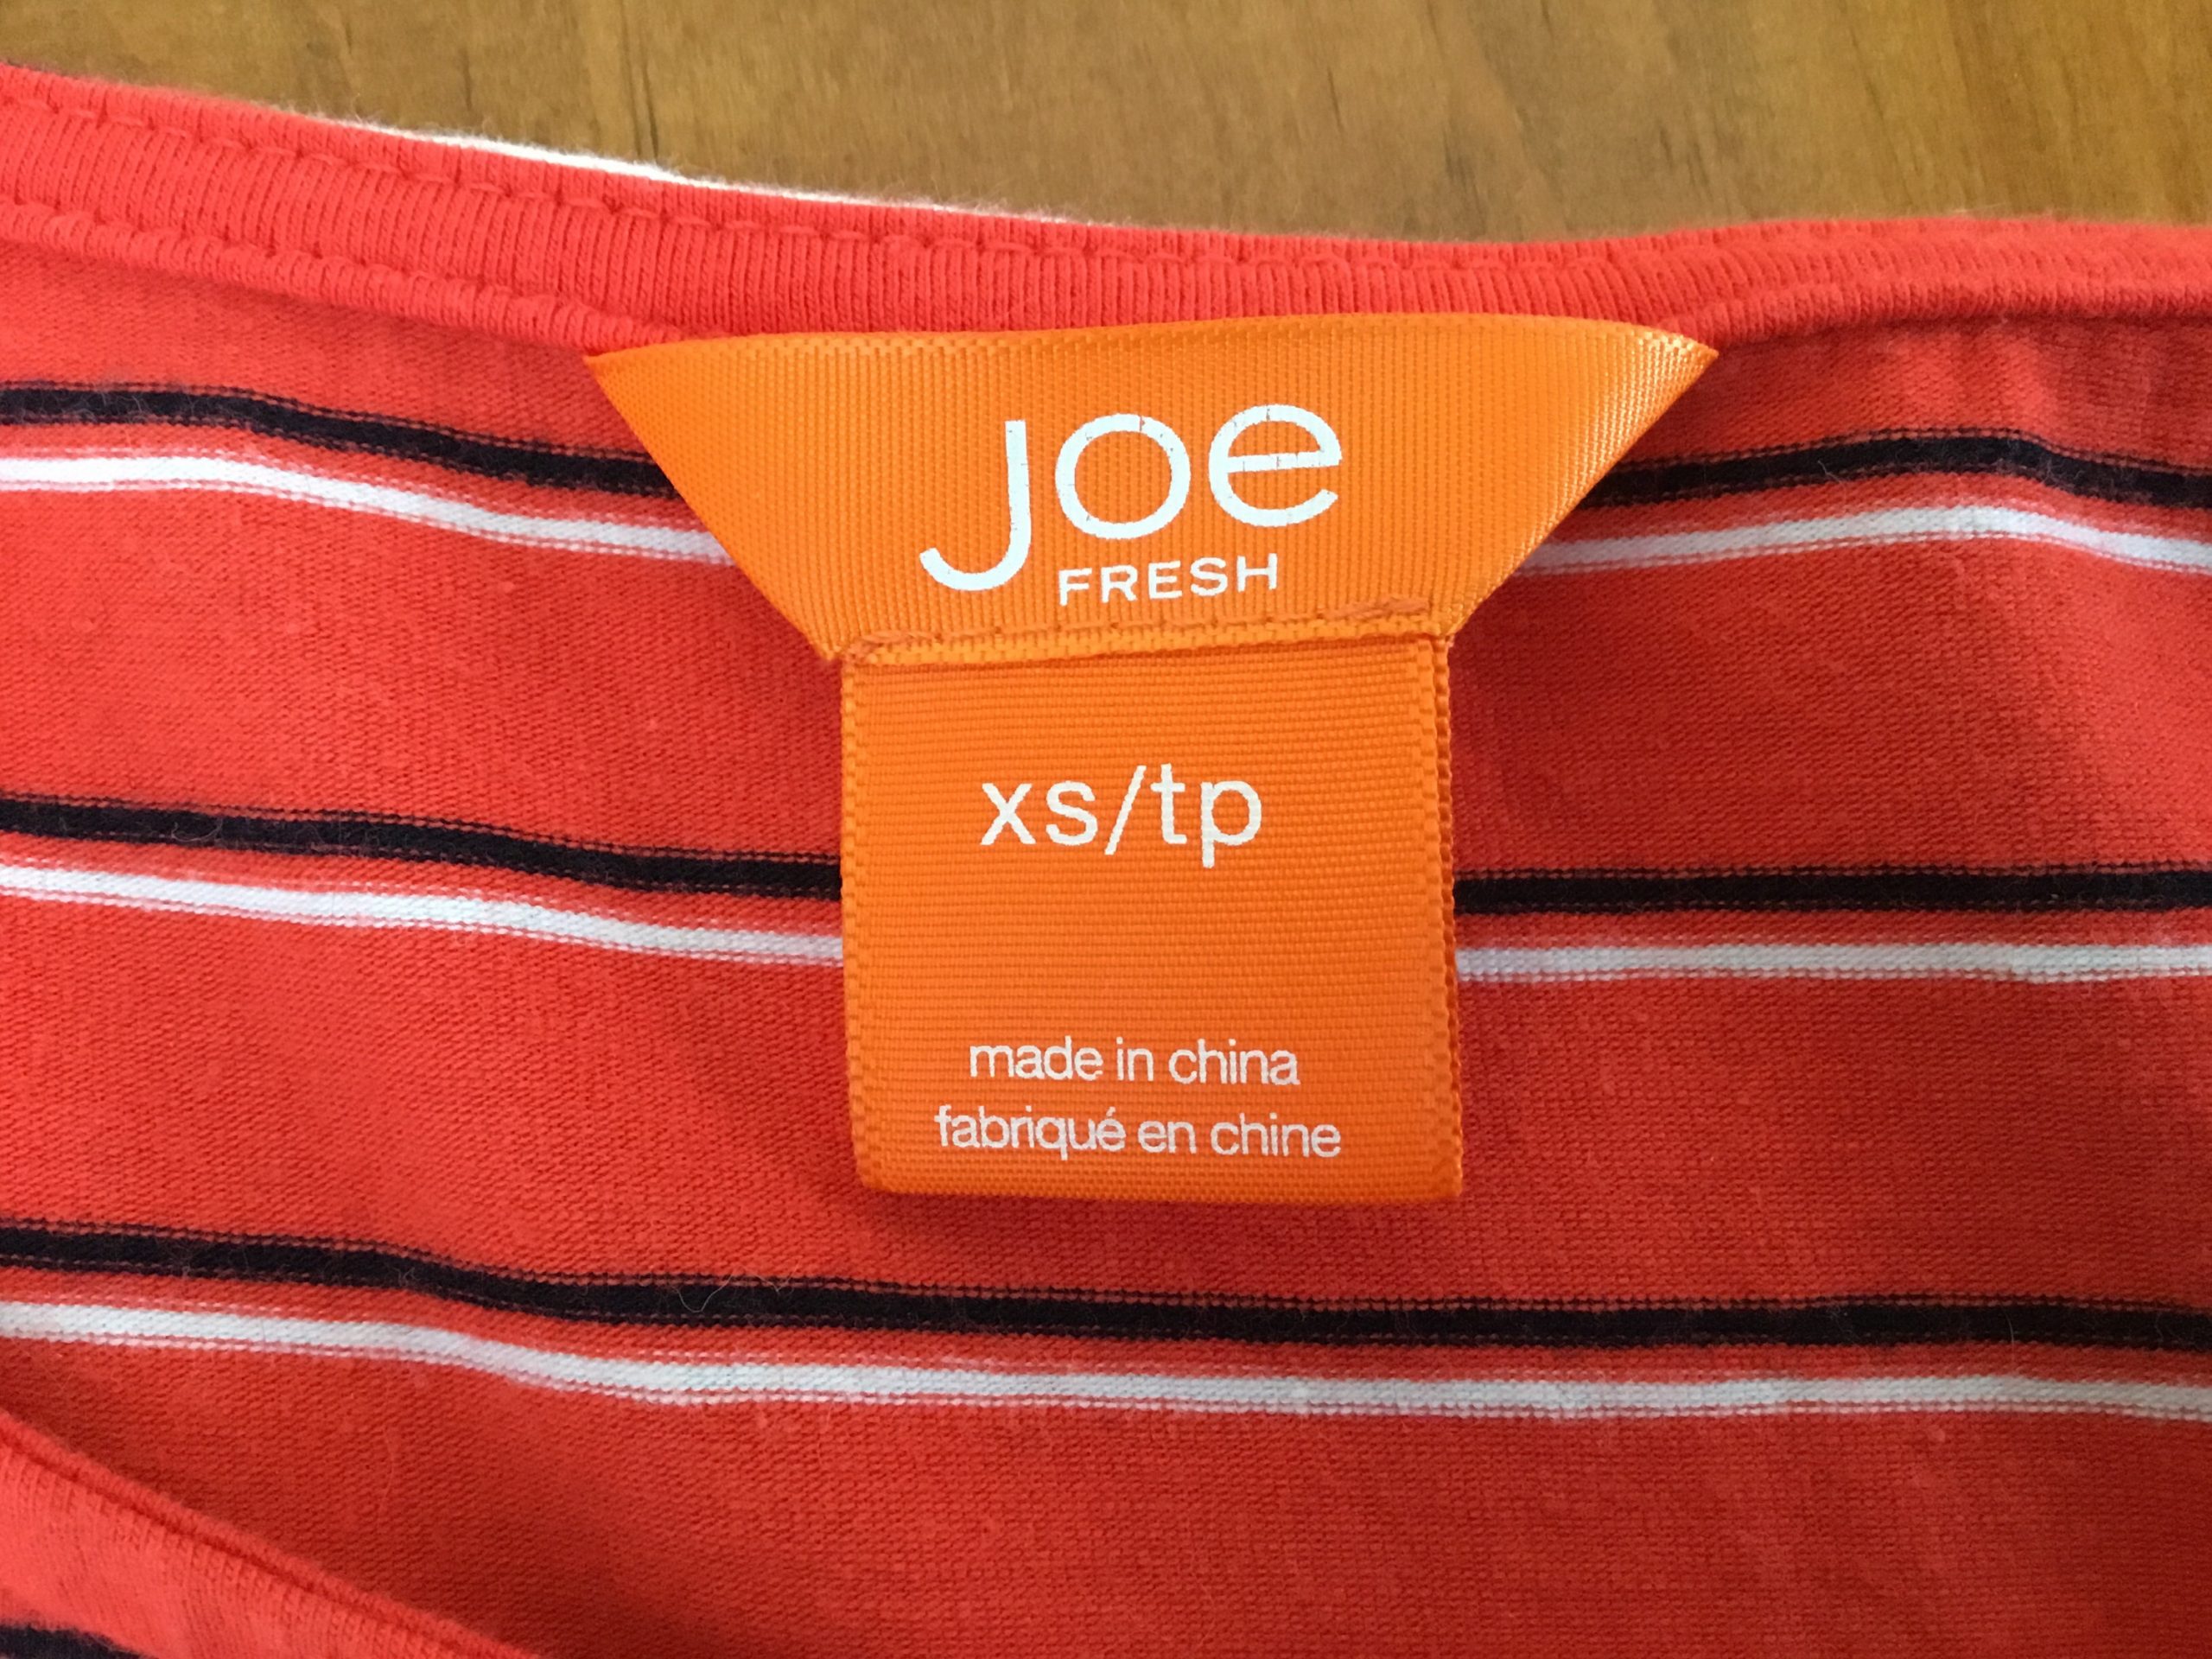 Joe
FRESH
xs/tp
made in china
fabriqué en chine